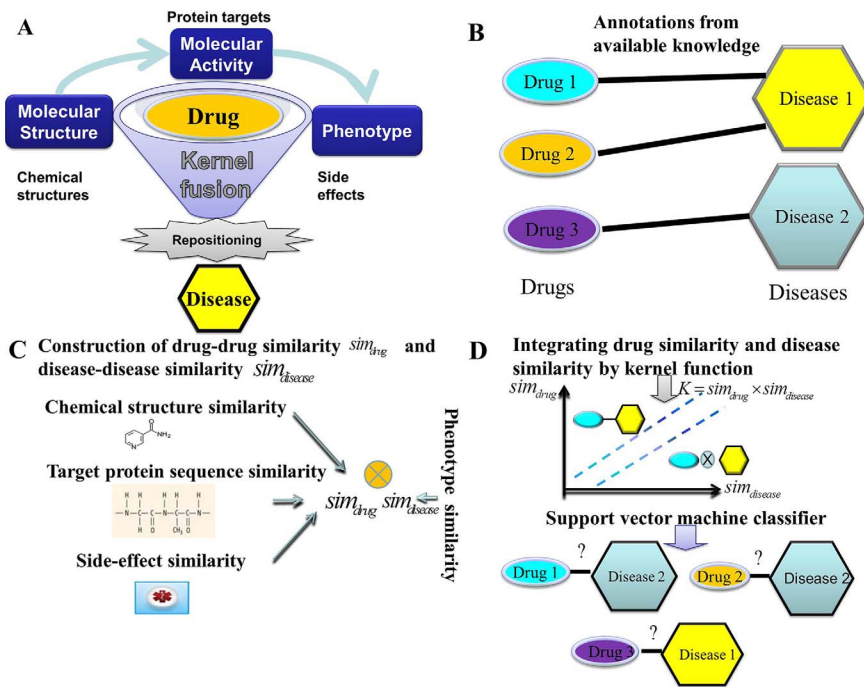 A
Protein targets
Molecular
Activity
Molecular
Structure
Drug
Phenotype
Kernel
fusion
Chemical
structures
Side
effects
Repositioning
Disease
B
Annotations from
available knowledge
Drug 1
Disease 1
Drug 2
Drug 3
Disease 2
Drugs
Diseases
C
Construction of drug-drug similarity sim_drug and
disease-disease similarity sim_disease
Chemical structure similarity
N
O
NH₂
Target protein sequence similarity
H H H H
–N–C–C–N–C–C–N–
H O CH₃ O
Side-effect similarity
sim_drug sim_disease
Phenotype similarity
D
Integrating drug similarity and disease
similarity by kernel function
sim_drug
K = sim_drug × sim_disease
X
sim_disease
Support vector machine classifier
Drug 1
?
Disease 2
Drug 2
?
Disease 2
Drug 3
?
Disease 1